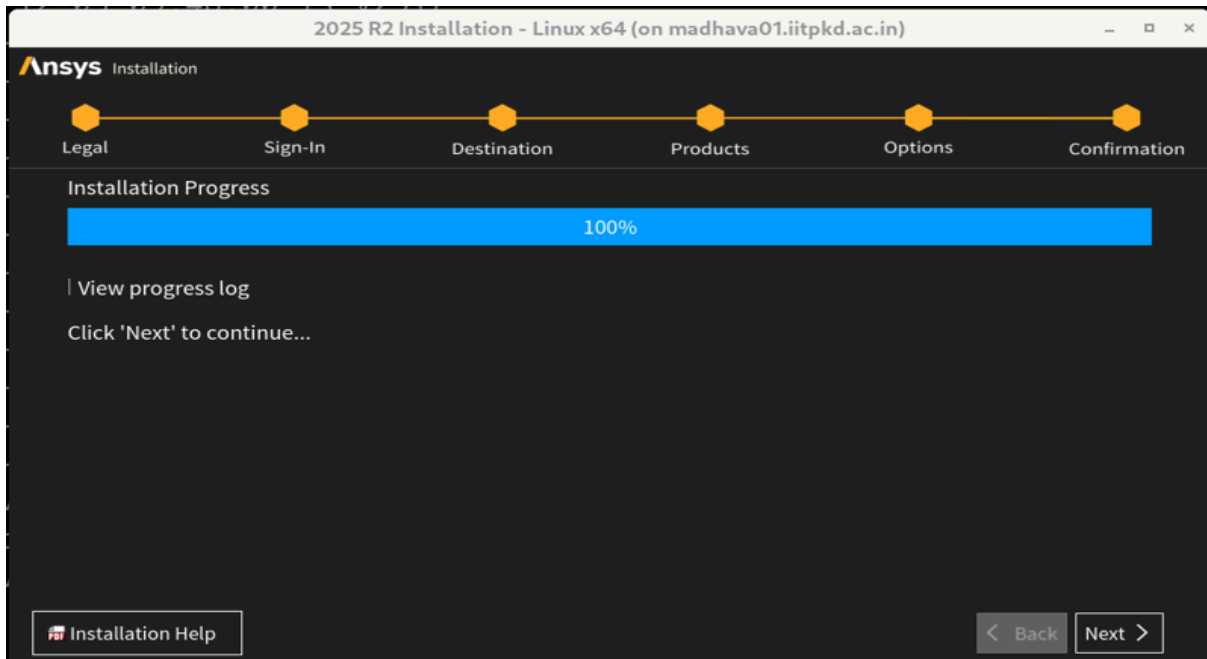 2025 R2 Installation - Linux x64 (on madhava01.iitpkd.ac.in)
Ansys Installation
Legal Sign-In Destination Products Options Confirmation
Installation Progress
100%
View progress log
Click 'Next' to continue...
Installation Help < Back Next >